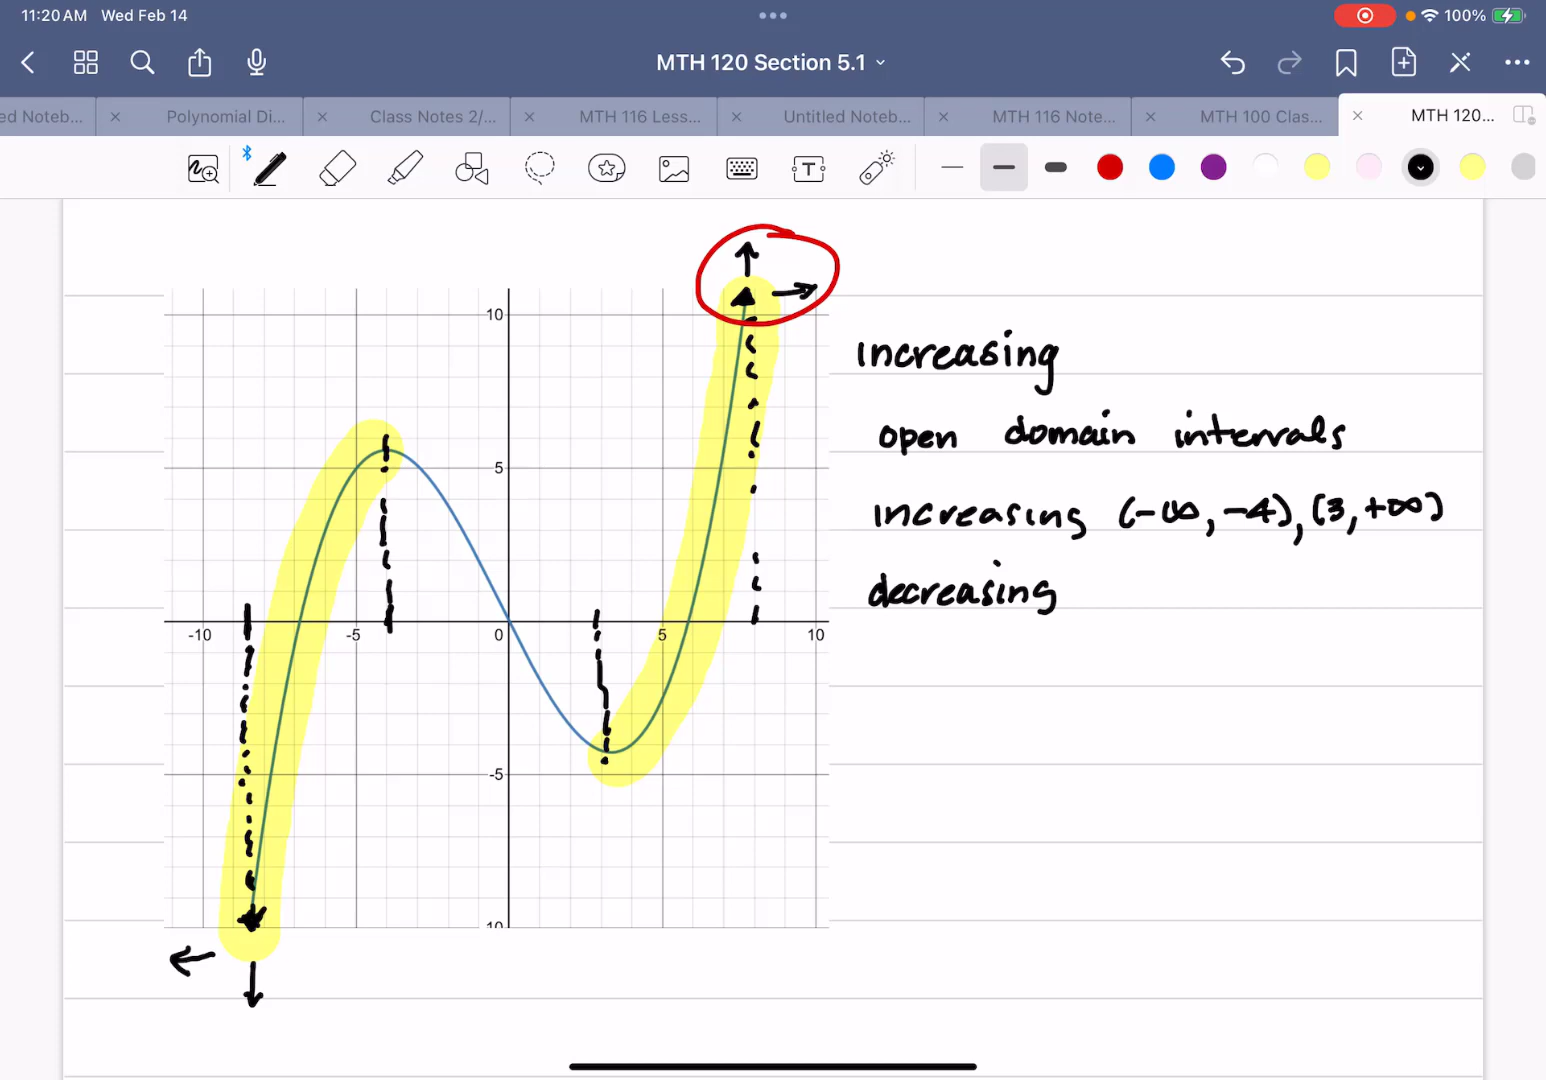 11:20 AM Wed Feb 14
100%
MTH 120 Section 5.1
ed Noteb...
Polynomial Di...
Class Notes 2/...
MTH 116 Less...
Untitled Noteb...
MTH 116 Note...
MTH 100 Clas...
MTH 120...
T
10
5
-10
-5
0
5
10
-5
10
increasing
open domain intervals
increasing (-∞, -4), (3, +∞)
decreasing